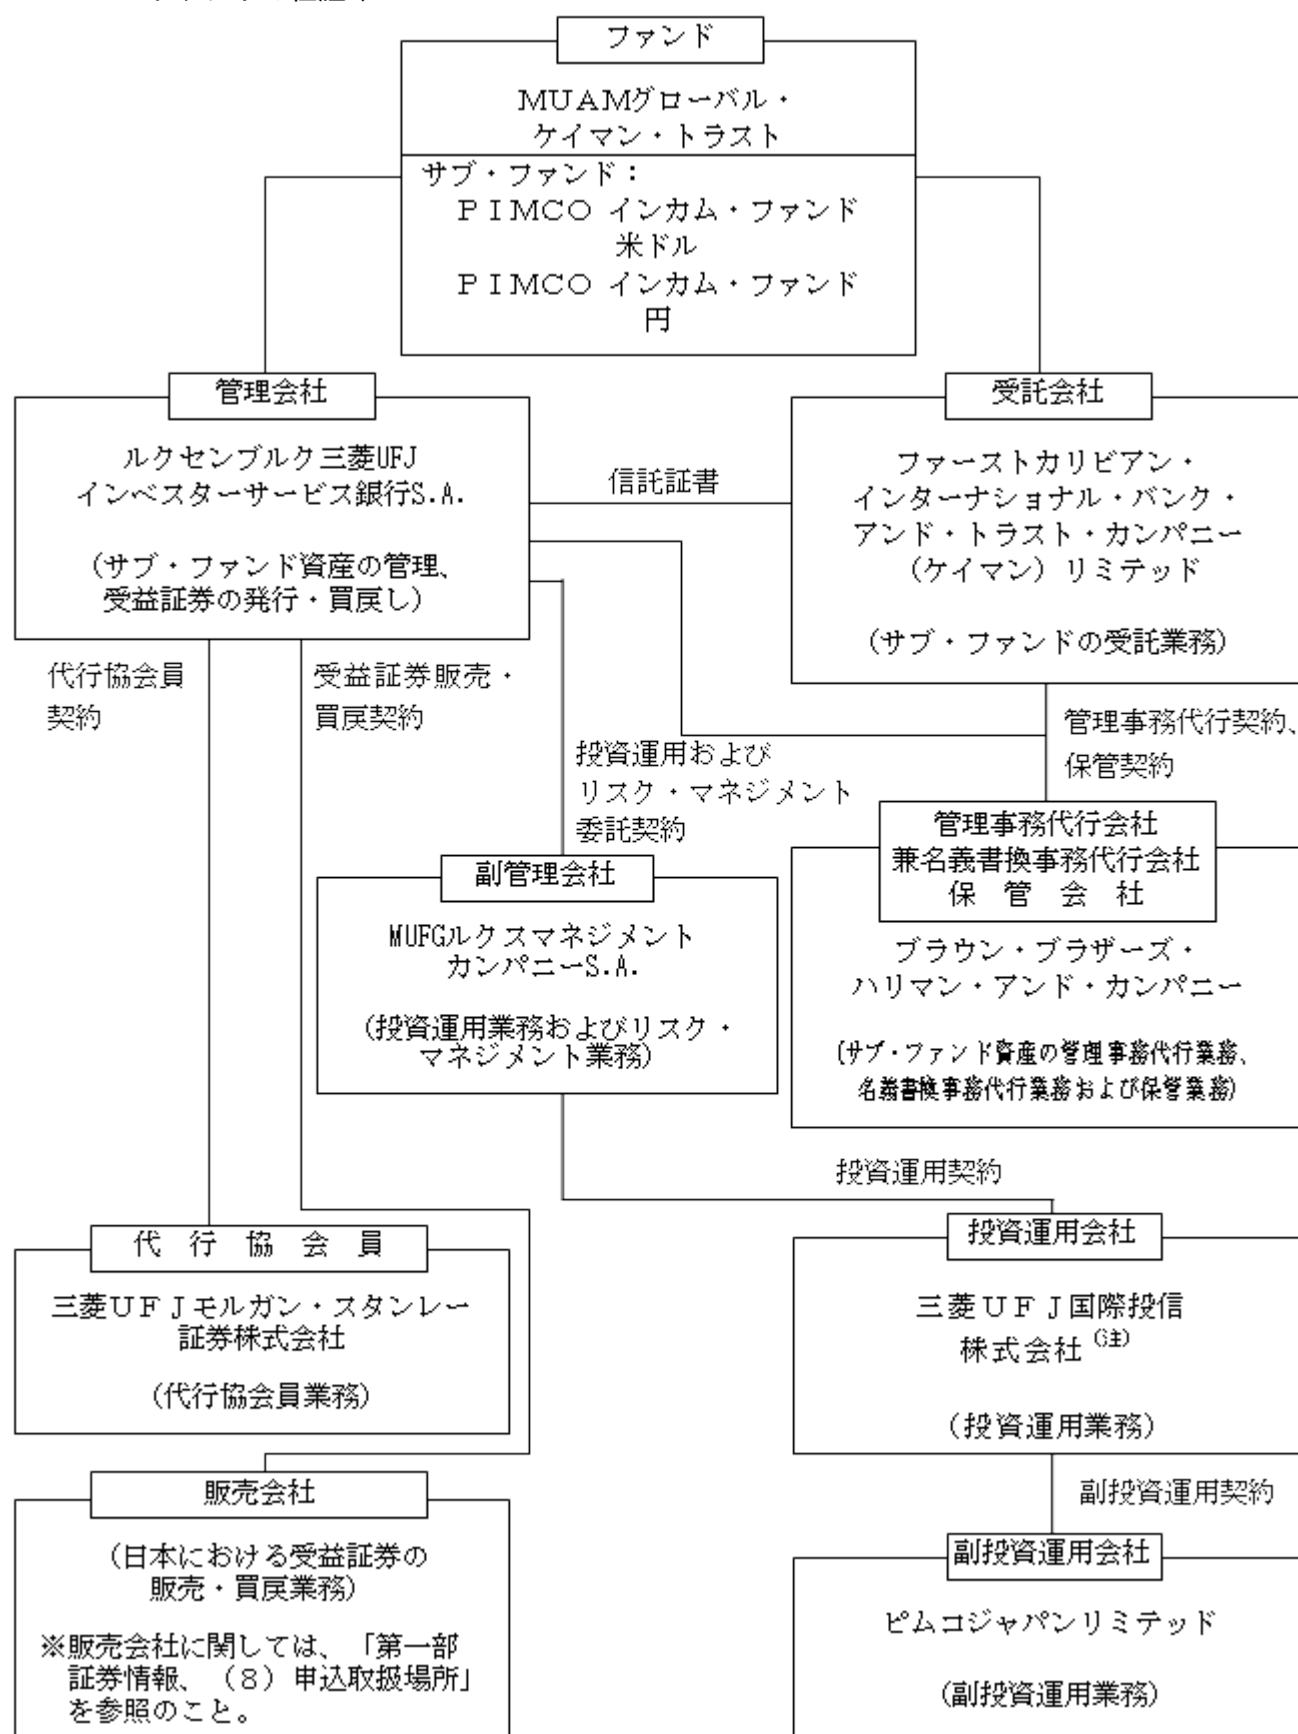 ファンド
MUAMグローバル・
ケイマン・トラスト
サブ・ファンド：
ＰＩＭＣＯ インカム・ファンド
米ドル
ＰＩＭＣＯ インカム・ファンド
円
管理会社
ルクセンブルク三菱UFJ
インベスターサービス銀行S.A.
(サブ・ファンド資産の管理、
受益証券の発行・買戻し)
信託証書
受託会社
ファーストカリビアン・
インターナショナル・バンク・
アンド・トラスト・カンパニー
（ケイマン）リミテッド
(サブ・ファンドの受託業務)
代行協会員
契約
受益証券販売・
買戻契約
投資運用および
リスク・マネジメント
委託契約
管理事務代行契約、
保管契約
副管理会社
MUFGルクスマネジメント
カンパニーS.A.
(投資運用業務およびリスク・
マネジメント業務)
管理事務代行会社
兼名義書換事務代行会社
保　管　会　社
ブラウン・ブラザーズ・
ハリマン・アンド・カンパニー
(サブ・ファンド資産の管理事務代行業務、
名義書換事務代行業務および保管業務)
投資運用契約
代　行　協　会　員
三菱ＵＦＪモルガン・スタンレー
証券株式会社
(代行協会員業務)
投資運用会社
三菱ＵＦＪ国際投信
株式会社(注)
(投資運用業務)
副投資運用契約
販売会社
(日本における受益証券の
販売・買戻業務)
※販売会社に関しては、「第一部
証券情報、（８）申込取扱場所」
を参照のこと。
副投資運用会社
ピムコジャパンリミテッド
(副投資運用業務)